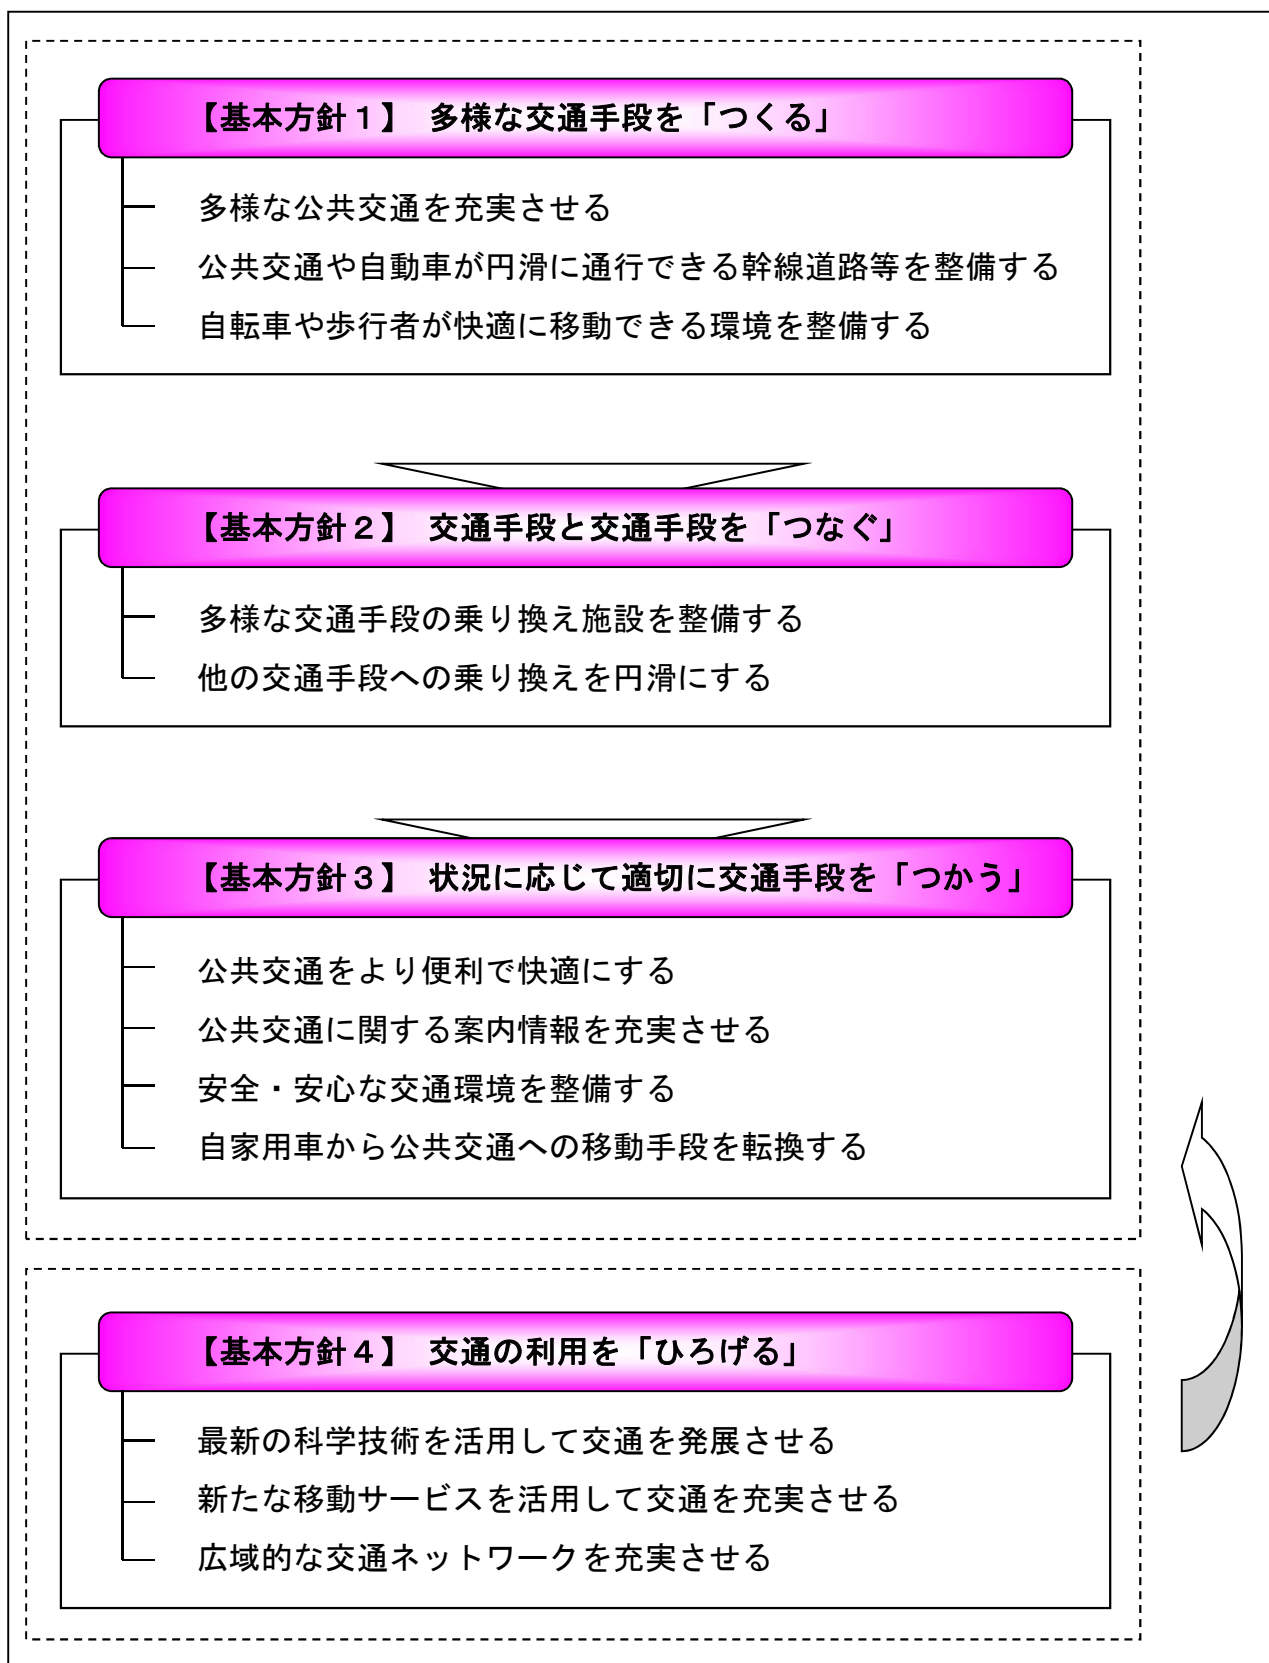 【基本方針１】 多様な交通手段を「つくる」
多様な公共交通を充実させる
公共交通や自動車が円滑に通行できる幹線道路等を整備する
自転車や歩行者が快適に移動できる環境を整備する
【基本方針２】 交通手段と交通手段を「つなぐ」
多様な交通手段の乗り換え施設を整備する
他の交通手段への乗り換えを円滑にする
【基本方針３】 状況に応じて適切に交通手段を「つかう」
公共交通をより便利で快適にする
公共交通に関する案内情報を充実させる
安全・安心な交通環境を整備する
自家用車から公共交通への移動手段を転換する
【基本方針４】 交通の利用を「ひろげる」
最新の科学技術を活用して交通を発展させる
新たな移動サービスを活用して交通を充実させる
広域的な交通ネットワークを充実させる